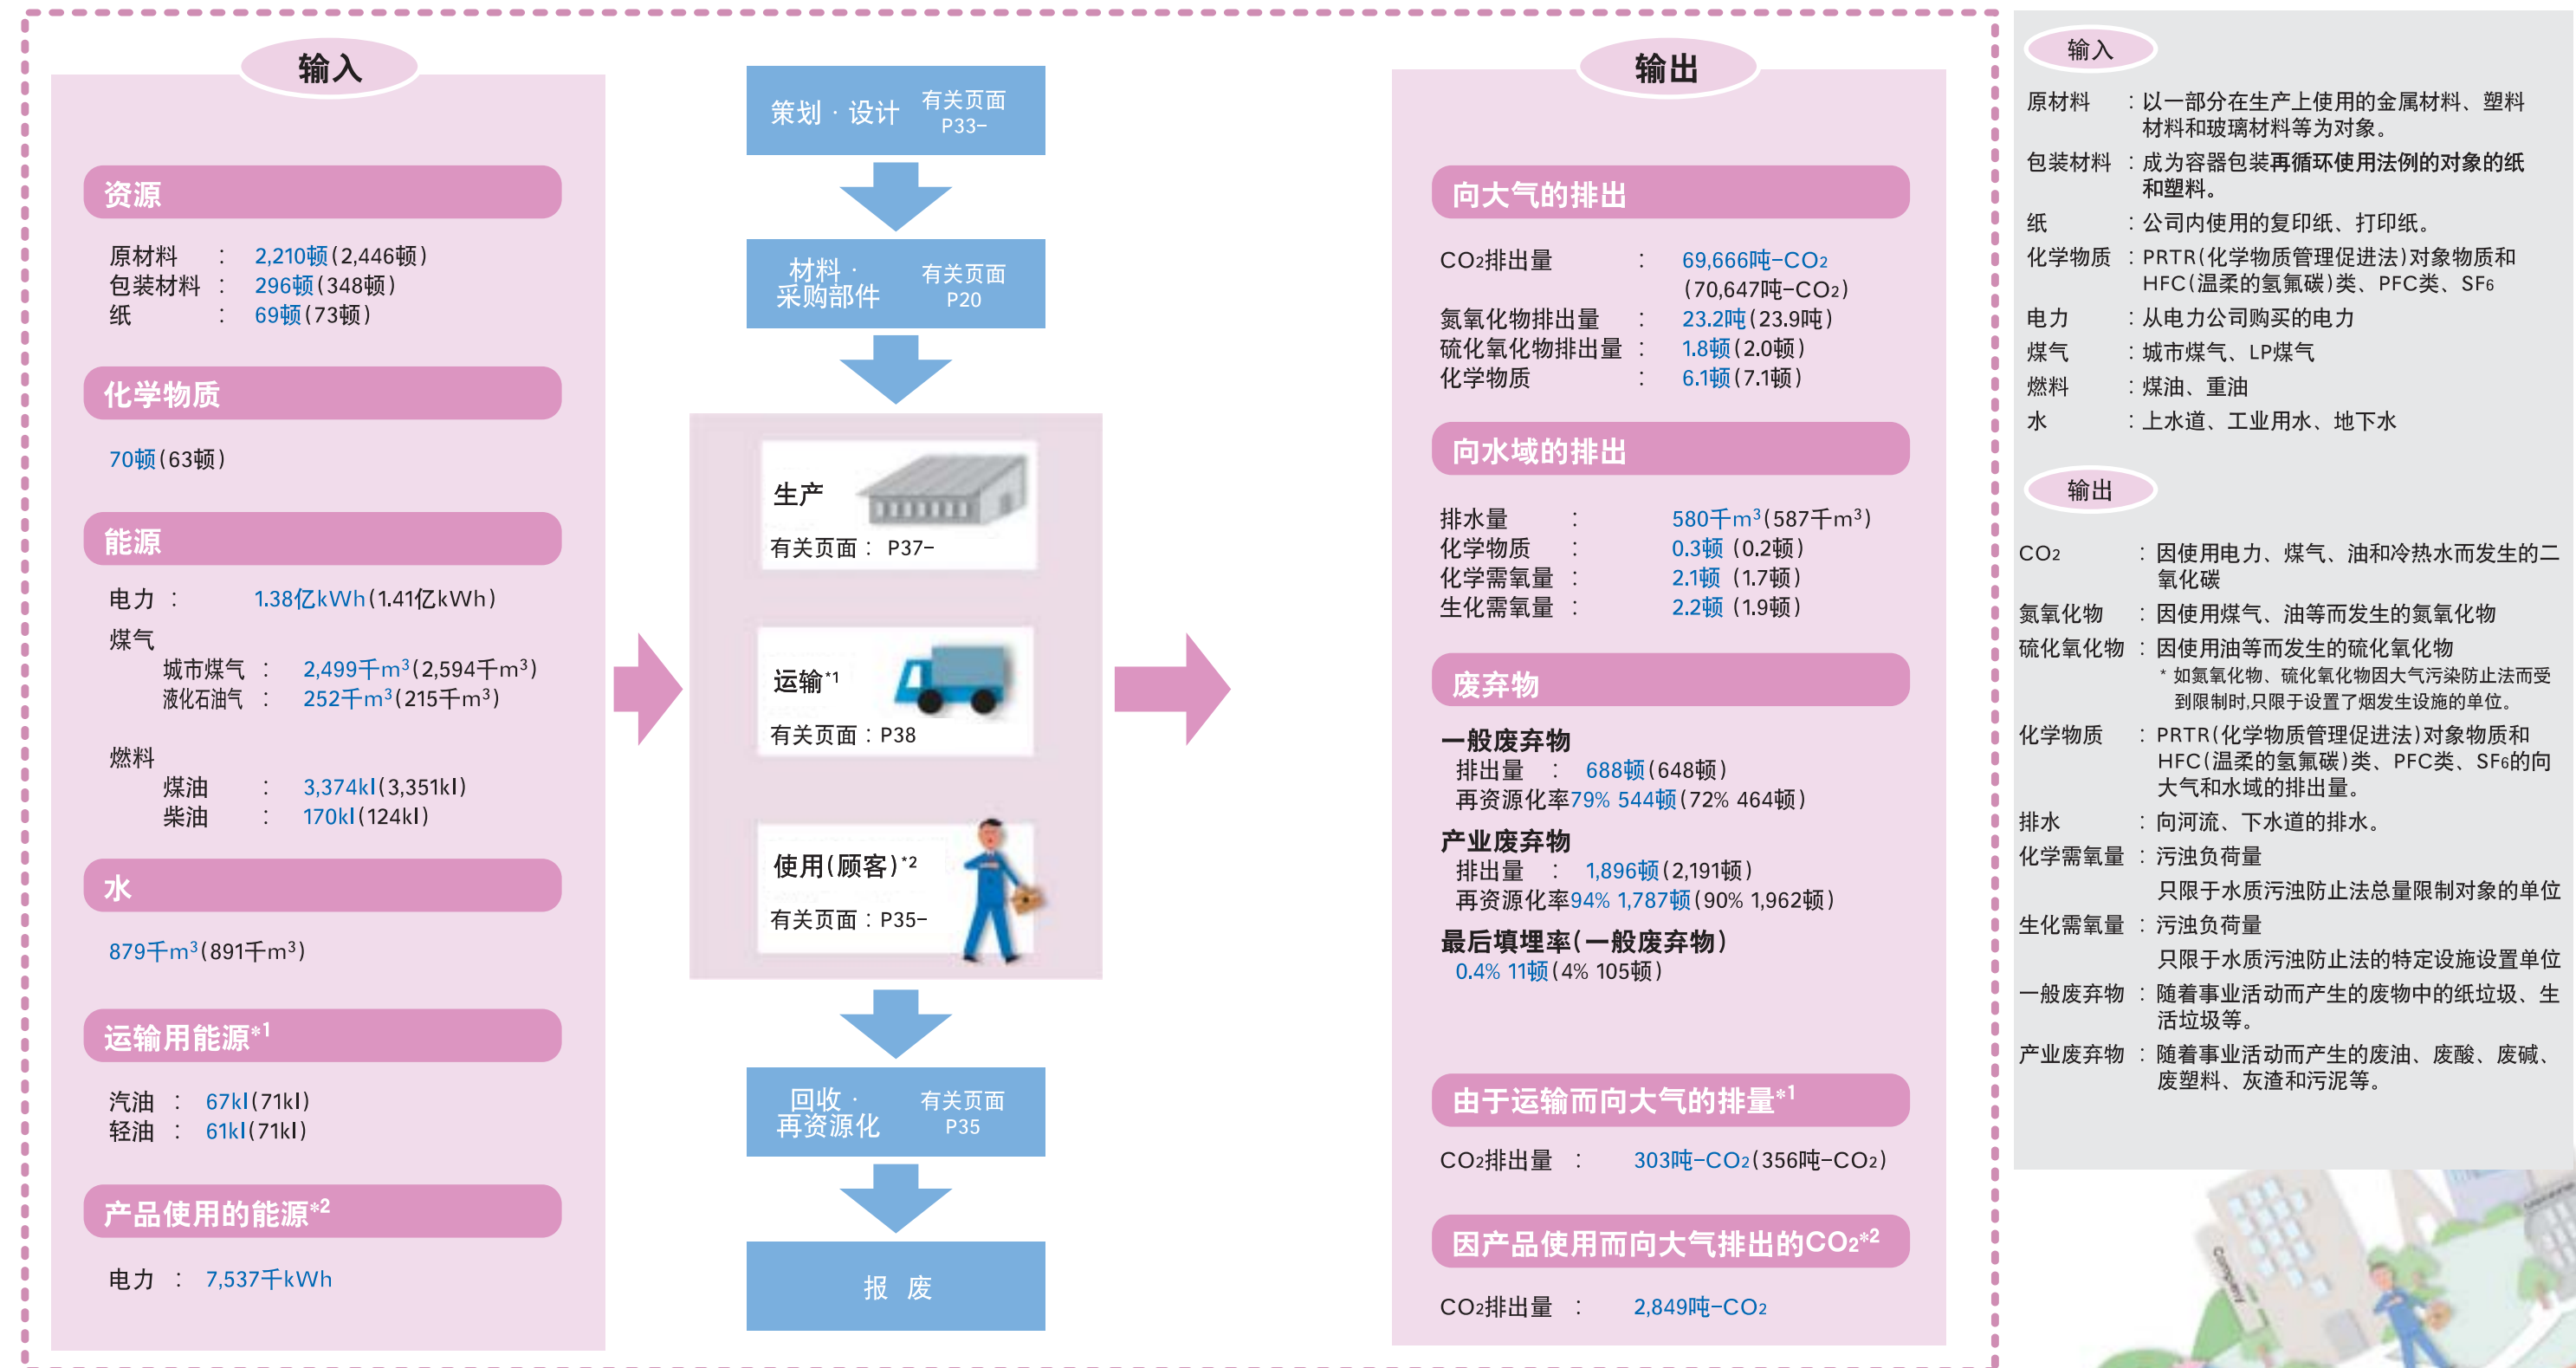 输入
资源
原材料 : 2,210顿(2,446顿)
包装材料 : 296顿(348顿)
纸 : 69顿(73顿)
化学物质
70顿(63顿)
能源
电力 : 1.38亿kWh(1.41亿kWh)
煤气
城市煤气 : 2,499千m³(2,594千m³)
液化石油气 : 252千m³(215千m³)
燃料
煤油 : 3,374kl(3,351kl)
柴油 : 170kl(124kl)
水
879千m³(891千m³)
运输用能源*1
汽油 : 67kl(71kl)
轻油 : 61kl(71kl)
产品使用的能源*2
电力 : 7,537千kWh
策划 · 设计 有关页面
P33–
材料 · 有关页面
采购部件 P20
生产
有关页面 : P37–
运输*1
有关页面 : P38
使用(顾客)*2
有关页面 : P35–
回收 · 有关页面
再资源化 P35
报 废
输出
向大气的排出
CO2排出量 : 69,666吨–CO2
(70,647吨–CO2)
氮氧化物排出量 : 23.2吨(23.9吨)
硫化氧化物排出量 : 1.8顿(2.0顿)
化学物质 : 6.1顿(7.1顿)
向水域的排出
排水量 : 580千m³(587千m³)
化学物质 : 0.3顿 (0.2顿)
化学需氧量 : 2.1顿 (1.7顿)
生化需氧量 : 2.2顿 (1.9顿)
废弃物
一般废弃物
排出量 : 688顿(648顿)
再资源化率79% 544顿(72% 464顿)
产业废弃物
排出量 : 1,896顿(2,191顿)
再资源化率94% 1,787顿(90% 1,962顿)
最后填埋率(一般废弃物)
0.4% 11顿(4% 105顿)
由于运输而向大气的排量*1
CO2排出量 : 303吨–CO2(356吨–CO2)
因产品使用而向大气排出的CO2*2
CO2排出量 : 2,849吨–CO2
输入
原材料 : 以一部分在生产上使用的金属材料、塑料
材料和玻璃材料等为对象。
包装材料 : 成为容器包装再循环使用法例的对象的纸
和塑料。
纸 : 公司内使用的复印纸、打印纸。
化学物质 : PRTR(化学物质管理促进法)对象物质和
HFC(温柔的氢氟碳)类、PFC类、SF6
电力 : 从电力公司购买的电力
煤气 : 城市煤气、LP煤气
燃料 : 煤油、重油
水 : 上水道、工业用水、地下水
输出
CO2 : 因使用电力、煤气、油和冷热水而发生的二
氧化碳
氮氧化物 : 因使用煤气、油等而发生的氮氧化物
硫化氧化物 : 因使用油等而发生的硫化氧化物
* 如氮氧化物、硫化氧化物因大气污染防止法而受
到限制时,只限于设置了烟发生设施的单位。
化学物质 : PRTR(化学物质管理促进法)对象物质和
HFC(温柔的氢氟碳)类、PFC类、SF6的向
大气和水域的排出量。
排水 : 向河流、下水道的排水。
化学需氧量 : 污浊负荷量
只限于水质污浊防止法总量限制对象的单位
生化需氧量 : 污浊负荷量
只限于水质污浊防止法的特定设施设置单位
一般废弃物 : 随着事业活动而产生的废物中的纸垃圾、生
活垃圾等。
产业废弃物 : 随着事业活动而产生的废油、废酸、废碱、
废塑料、灰渣和污泥等。